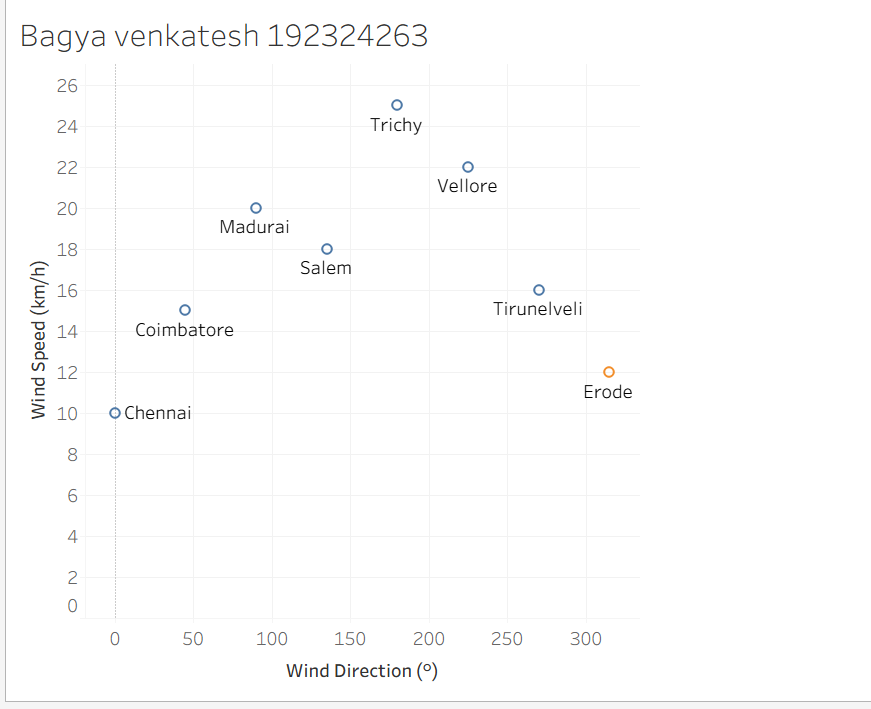 Bagya venkatesh 192324263
26
24
Trichy
22
Vellore
20
Madurai
18
Salem
16
Tirunelveli
14
Coimbatore
12
Erode
10
Chennai
8
6
4
2
0
Wind Speed (km/h)
0 50 100 150 200 250 300
Wind Direction (º)